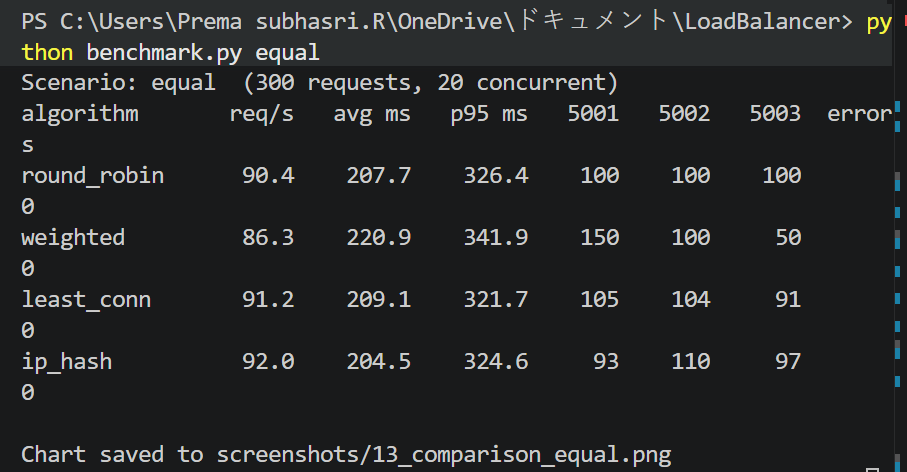 PS C:\Users\Prema subhasri.R\OneDrive\ドキュメント\LoadBalancer> py
thon benchmark.py equal
Scenario: equal  (300 requests, 20 concurrent)
algorithm       req/s   avg ms   p95 ms   5001   5002   5003  error
s
round_robin      90.4    207.7    326.4    100    100    100
0
weighted         86.3    220.9    341.9    150    100     50
0
least_conn       91.2    209.1    321.7    105    104     91
0
ip_hash          92.0    204.5    324.6     93    110     97
0
Chart saved to screenshots/13_comparison_equal.png